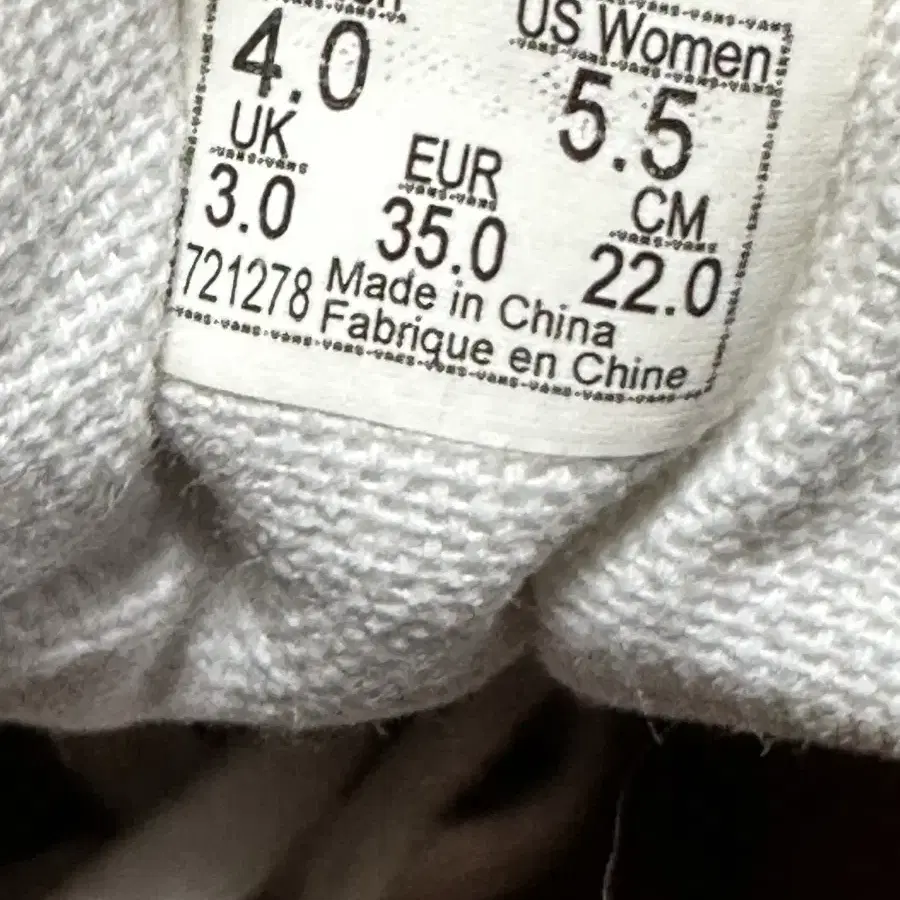 US Women
4.0
5.5
UK
EUR
CM
3.0
35.0
22.0
721278
Made in China
Fabrique en Chine